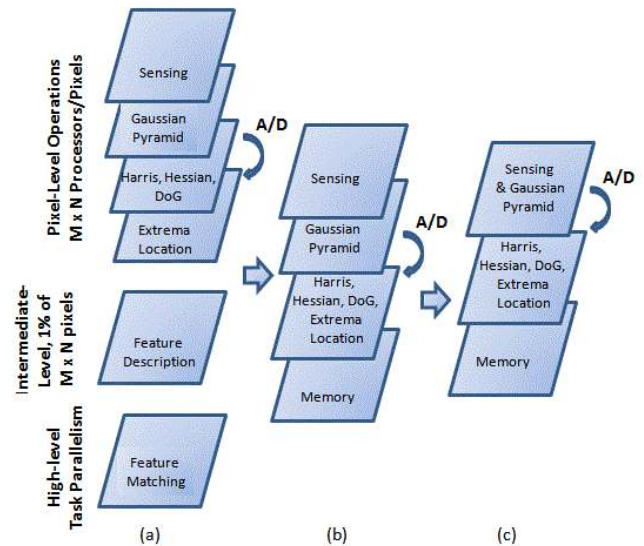 Pixel-Level Operations
M x N Processors/Pixels
Sensing
Gaussian
Pyramid
A/D
Harris, Hessian,
DoG
Extrema
Location
Intermediate-
Level, 1% of
M x N pixels
Feature
Description
High-level
Task Parallelism
Feature
Matching
(a)
Sensing
Gaussian
Pyramid
A/D
Harris,
Hessian, DoG,
Extrema
Location
Memory
(b)
Sensing
& Gaussian
Pyramid
A/D
Harris,
Hessian, DoG,
Extrema
Location
Memory
(c)